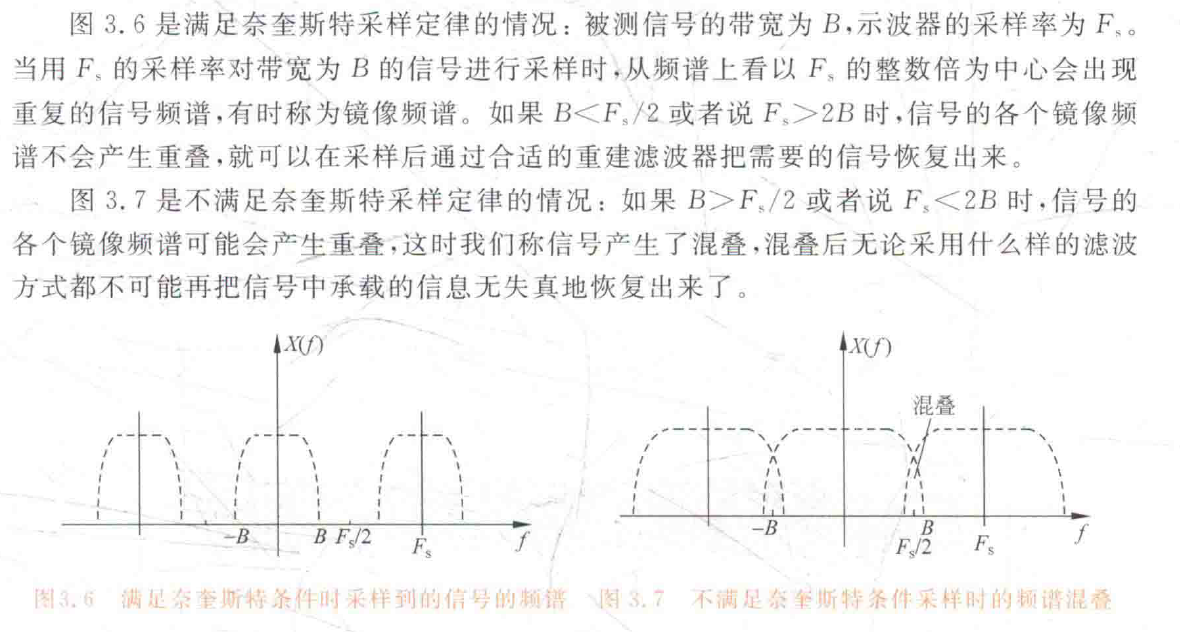 图 3.6 是满足奈奎斯特采样定律的情况：被测信号的带宽为 B,示波器的采样率为 Fs。
当用 Fs 的采样率对带宽为 B 的信号进行采样时,从频谱上看以 Fs 的整数倍为中心会出现
重复的信号频谱,有时称为镜像频谱。如果 B<Fs/2 或者说 Fs>2B 时,信号的各个镜像频
谱不会产生重叠,就可以在采样后通过合适的重建滤波器把需要的信号恢复出来。
图 3.7 是不满足奈奎斯特采样定律的情况：如果 B>Fs/2 或者说 Fs<2B 时,信号的
各个镜像频谱可能会产生重叠,这时我们称信号产生了混叠,混叠后无论采用什么样的滤波
方式都不可能再把信号中承载的信息无失真地恢复出来了。
X(f)
-B
B
Fs/2
Fs
f
图3.6 满足奈奎斯特条件时采样到的信号的频谱
X(f)
混叠
-B
B
Fs/2
Fs
f
图 3.7 不满足奈奎斯特条件采样时的频谱混叠